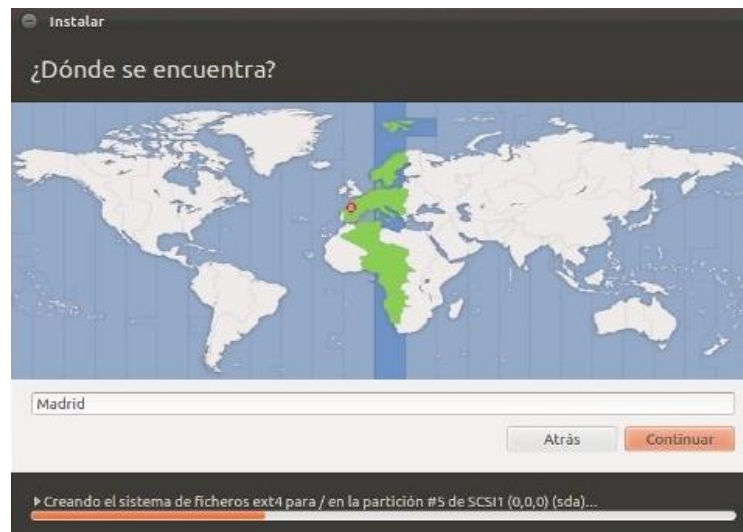 Instalar
¿Dónde se encuentra?
Madrid
Atrás Continuar
Creando el sistema de ficheros ext4 para / en la partición #5 de SCSI1 (0,0,0) (sda)...